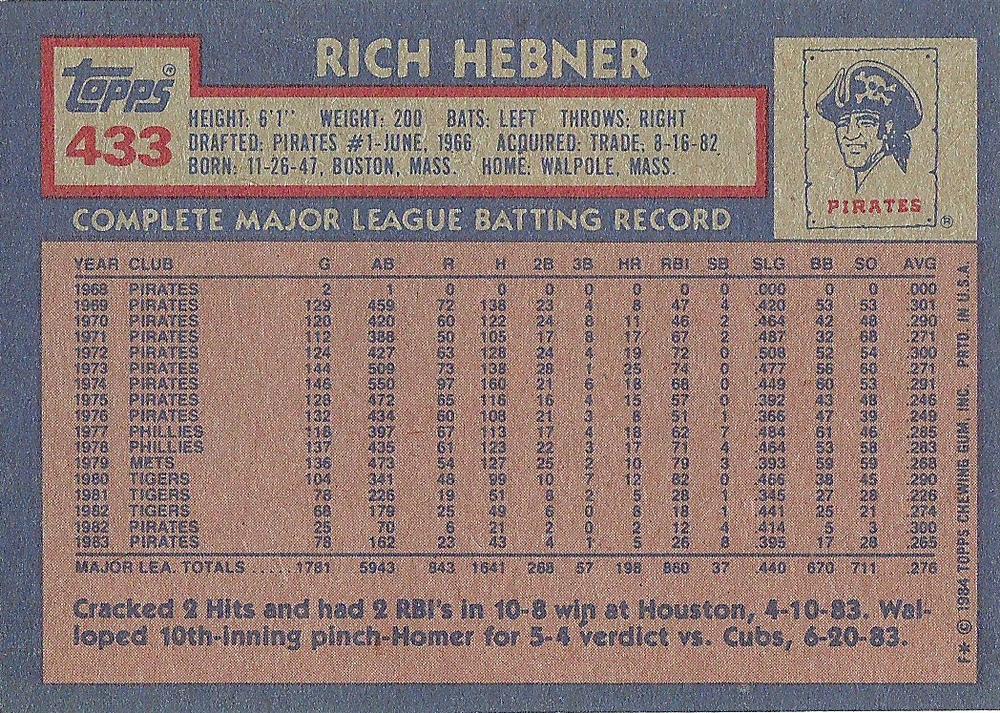 RICH HEBNER
Topps®
433
HEIGHT: 6'1" WEIGHT: 200 BATS: LEFT THROWS: RIGHT
DRAFTED: PIRATES #1-JUNE, 1966 ACQUIRED: TRADE, 8-16-82
BORN: 11-26-47, BOSTON, MASS. HOME: WALPOLE, MASS.
PIRATES ®
COMPLETE MAJOR LEAGUE BATTING RECORD
YEAR CLUB G AB R H 2B 3B HR RBI SB SLG BB SO AVG
1968 PIRATES 2 1 0 0 0 0 0 0 0 .000 0 0 .000
1969 PIRATES 129 459 72 138 23 4 8 47 4 .420 53 53 .301
1970 PIRATES 120 420 60 122 24 8 11 46 2 .464 42 48 .290
1971 PIRATES 112 388 50 105 17 8 17 67 2 .487 32 68 .271
1972 PIRATES 124 427 63 128 24 4 19 72 0 .508 52 54 .300
1973 PIRATES 144 509 73 138 28 1 25 74 0 .477 56 60 .271
1974 PIRATES 146 550 97 160 21 6 18 68 0 .449 60 53 .291
1975 PIRATES 128 472 65 116 16 4 15 57 0 .392 43 48 .246
1976 PIRATES 132 434 60 108 21 3 8 51 1 .366 47 39 .249
1977 PHILLIES 118 397 67 113 17 4 18 62 7 .484 61 46 .285
1978 PHILLIES 137 435 61 123 22 3 17 71 4 .464 53 58 .283
1979 METS 136 473 54 127 25 2 10 79 3 .393 59 59 .268
1980 TIGERS 104 341 48 99 10 7 12 82 0 .466 38 45 .290
1981 TIGERS 78 226 19 51 8 2 5 28 1 .345 27 28 .226
1982 TIGERS 68 179 25 49 6 0 8 18 1 .441 25 21 .274
1982 PIRATES 25 70 6 21 2 0 2 12 4 .414 5 3 .300
1983 PIRATES 78 162 23 43 4 1 5 26 8 .395 17 28 .265
MAJOR LEA. TOTALS ..... 1781 5943 843 1641 268 57 198 860 37 .440 670 711 .276
Cracked 2 Hits and had 2 RBI's in 10-8 win at Houston, 4-10-83. Wal-
loped 10th-inning pinch-Homer for 5-4 verdict vs. Cubs, 6-20-83.
F* © 1984 TOPPS CHEWING GUM, INC. PRTD. IN U.S.A.